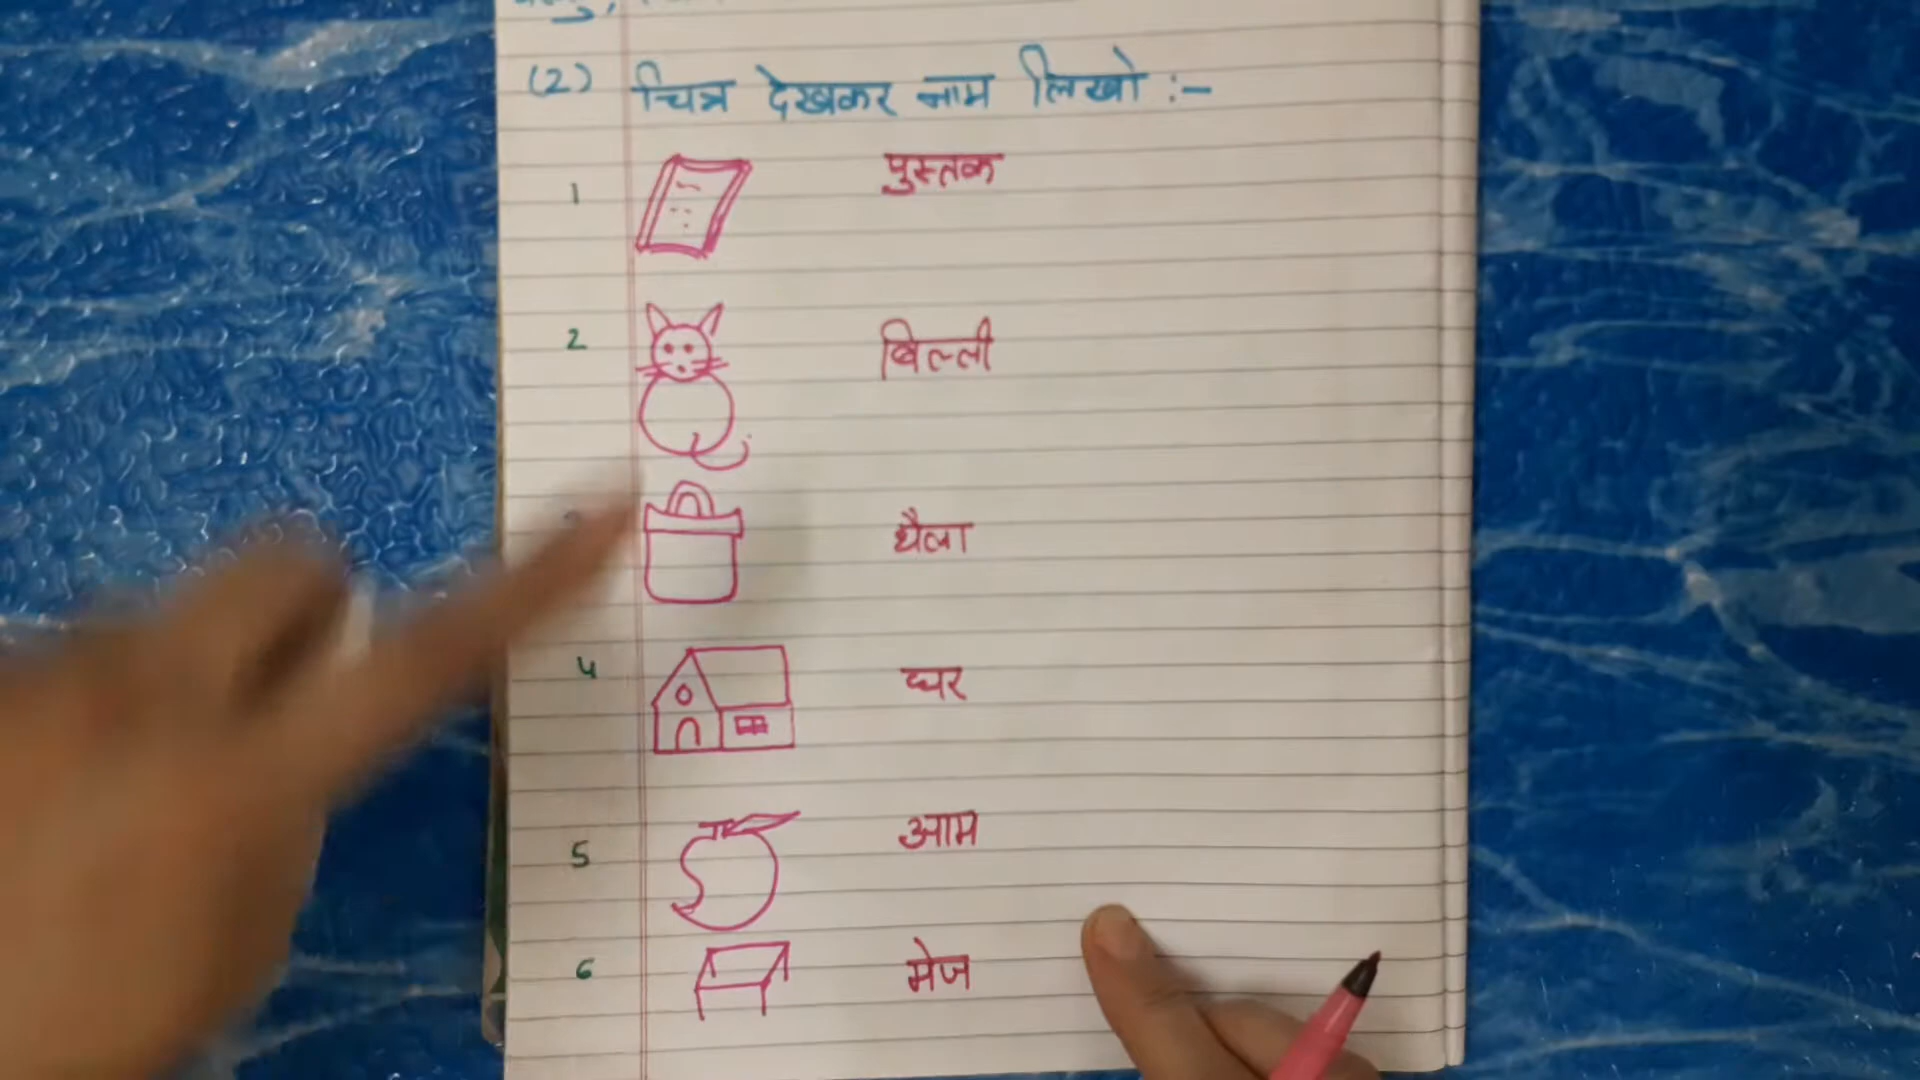 (2) चित्र देखकर नाम लिखो :-
1 पुस्तक
2 बिल्ली
थैला
4 घर
5 आम
6 मेज